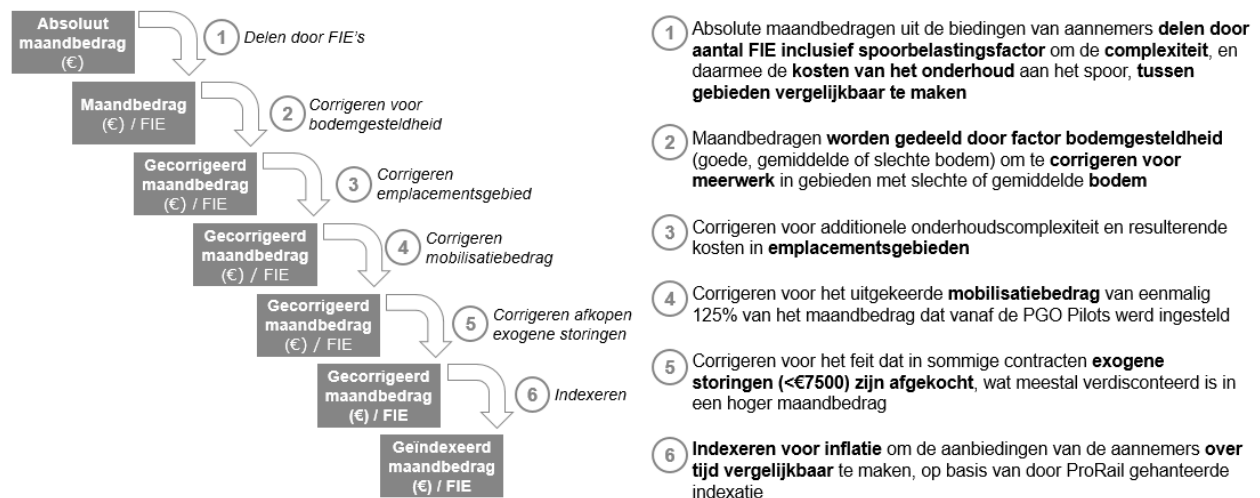 Absoluut
maandbedrag
(€)
1 Delen door FIE's
Maandbedrag
(€) / FIE
2 Corrigeren voor
bodemgesteldheid
Gecorrigeerd
maandbedrag
(€) / FIE
3 Corrigeren
emplacementsgebied
Gecorrigeerd
maandbedrag
(€) / FIE
4 Corrigeren
mobilisatiebedrag
Gecorrigeerd
maandbedrag
(€) / FIE
5 Corrigeren afkopen
exogene storingen
Gecorrigeerd
maandbedrag
(€) / FIE
6 Indexeren
Geïndexeerd
maandbedrag
(€) / FIE
1 Absolute maandbedragen uit de biedingen van aannemers delen door
aantal FIE inclusief spoorbelastingsfactor om de complexiteit, en
daarmee de kosten van het onderhoud aan het spoor, tussen
gebieden vergelijkbaar te maken
2 Maandbedragen worden gedeeld door factor bodemgesteldheid
(goede, gemiddelde of slechte bodem) om te corrigeren voor
meerwerk in gebieden met slechte of gemiddelde bodem
3 Corrigeren voor additionele onderhoudscomplexiteit en resulterende
kosten in emplacementsgebieden
4 Corrigeren voor het uitgekeerde mobilisatiebedrag van eenmalig
125% van het maandbedrag dat vanaf de PGO Pilots werd ingesteld
5 Corrigeren voor het feit dat in sommige contracten exogene
storingen (<€7500) zijn afgekocht, wat meestal verdisconteerd is in
een hoger maandbedrag
6 Indexeren voor inflatie om de aanbiedingen van de aannemers over
tijd vergelijkbaar te maken, op basis van door ProRail gehanteerde
indexatie